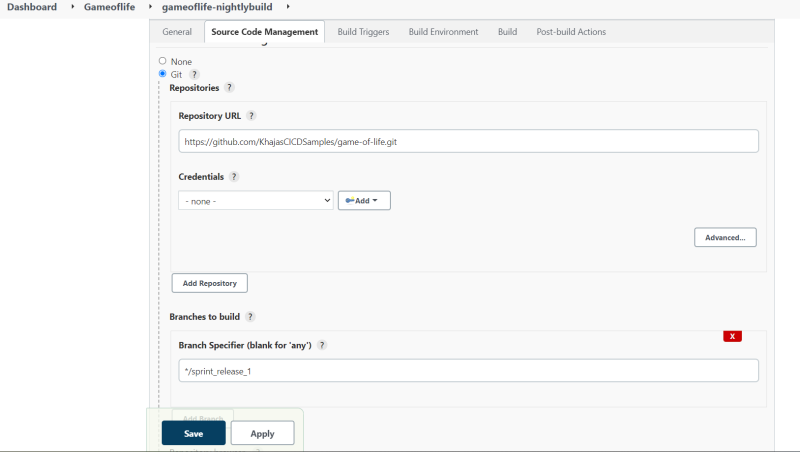 Dashboard Gameoflife gameoflife-nightlybuild
General Source Code Management Build Triggers Build Environment Build Post-build Actions
None
Git ?
Repositories ?
Repository URL ?
https://github.com/KhajasCICDSamples/game-of-life.git
Credentials ?
- none - Add
Advanced...
Add Repository
Branches to build ?
X
Branch Specifier (blank for 'any') ?
*/sprint_release_1
Add Branch
Save Apply